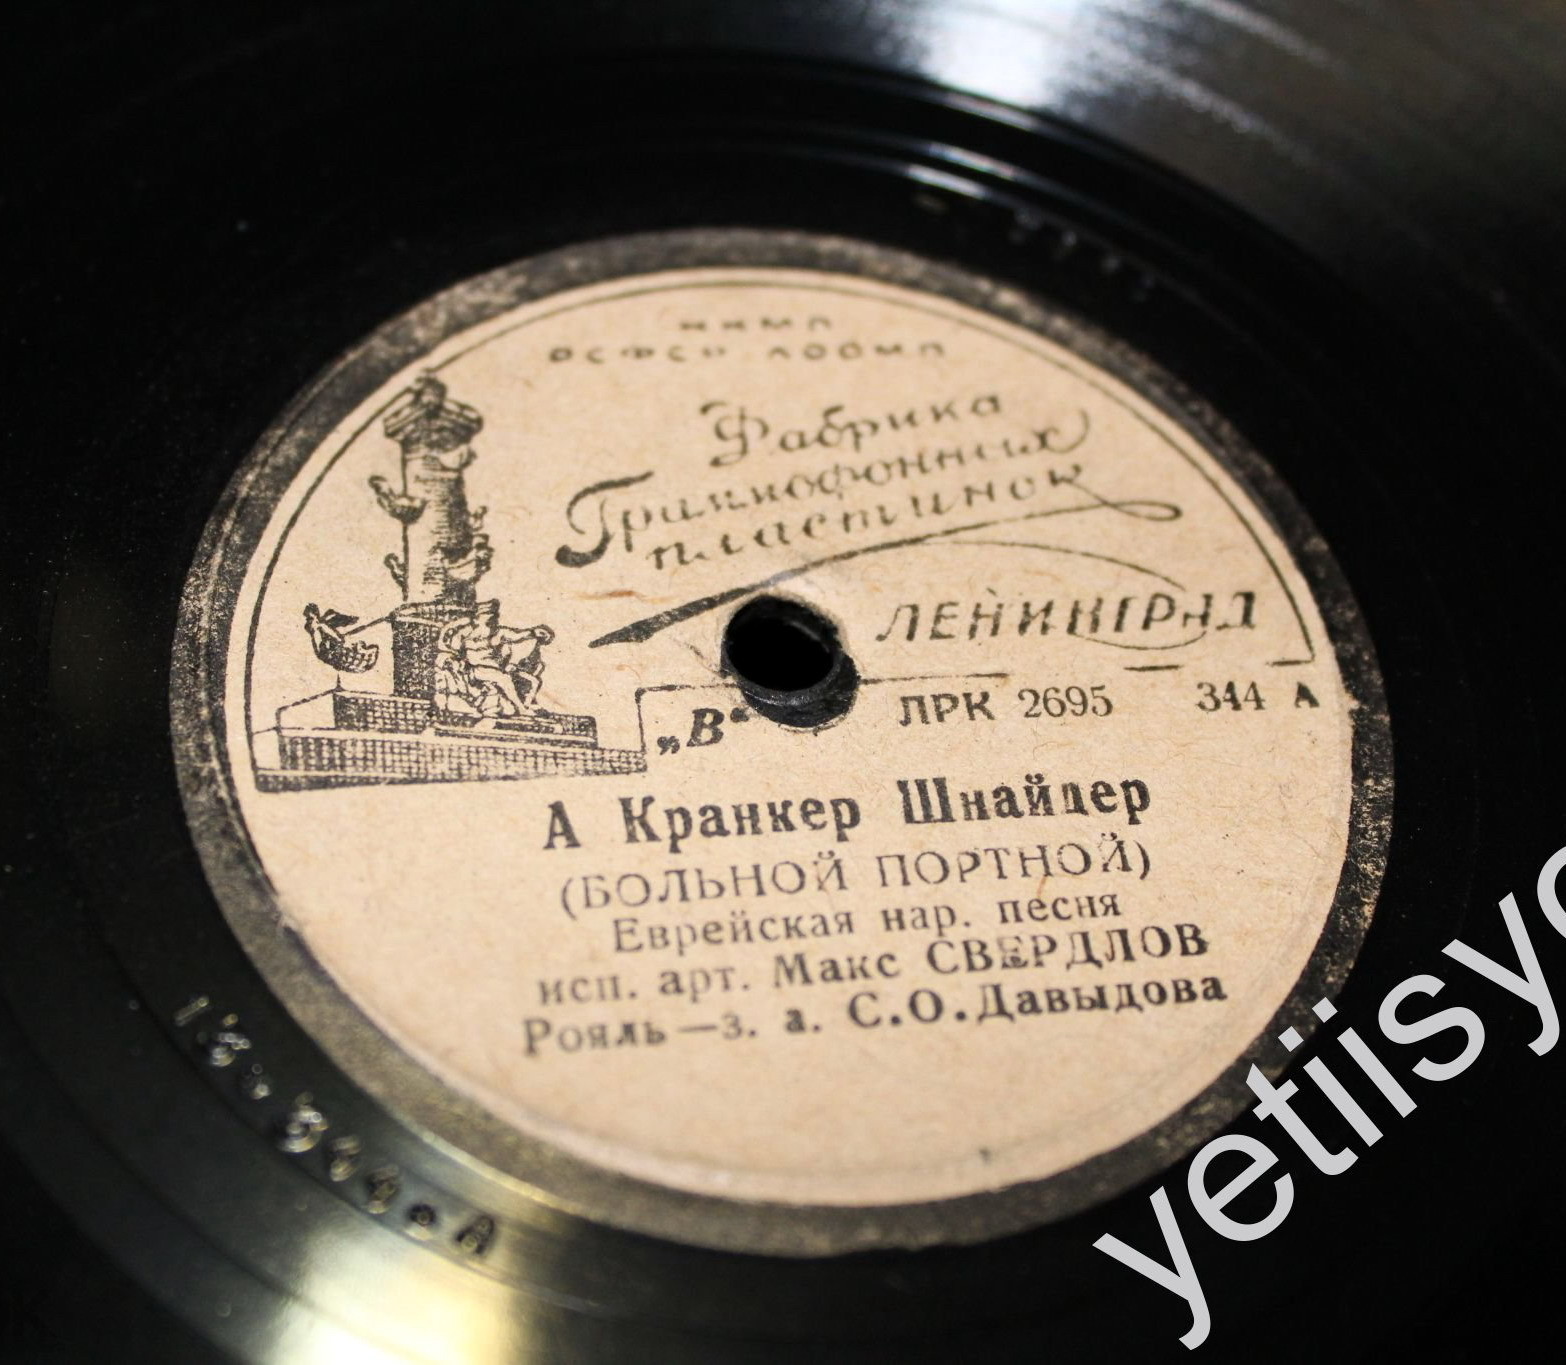 НКМП
РСФСР ЛООМП
Фабрика
Граммофонных
пластинок
ЛЕНИНГРАД
„В“ ЛРК 2695 344 А
А Кранкер Шнайдер
(БОЛЬНОЙ ПОРТНОЙ)
Еврейская нар. песня
исп. арт. Макс СВЕРДЛОВ
Рояль—з. а. С.О.Давыдова